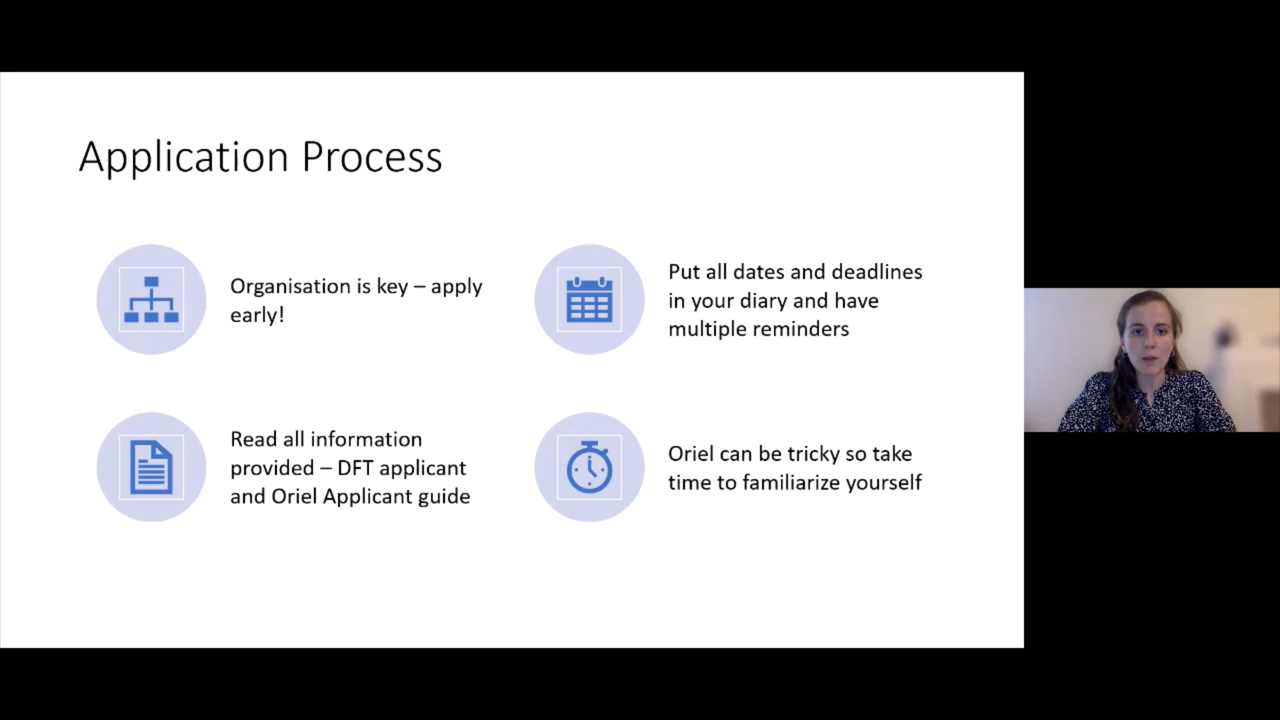 Application Process
Organisation is key – apply
early!
Put all dates and deadlines
in your diary and have
multiple reminders
Read all information
provided – DFT applicant
and Oriel Applicant guide
Oriel can be tricky so take
time to familiarize yourself